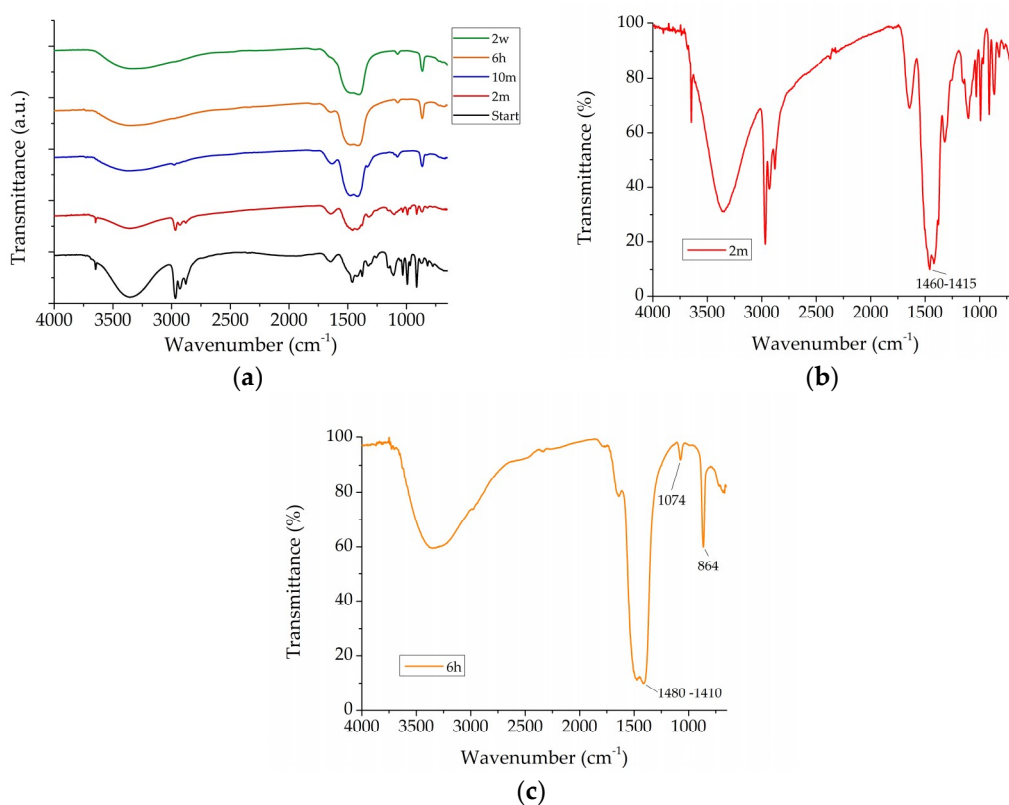 Transmittance (a.u.)
2w
6h
10m
2m
Start
4000 3500 3000 2500 2000 1500 1000
Wavenumber (cm⁻¹)
(a)
Transmittance (%)
100
80
60
40
20
0
2m
1460-1415
4000 3500 3000 2500 2000 1500 1000
Wavenumber (cm⁻¹)
(b)
Transmittance (%)
100
80
60
40
20
0
1074
864
6h
1480 -1410
4000 3500 3000 2500 2000 1500 1000
Wavenumber (cm⁻¹)
(c)